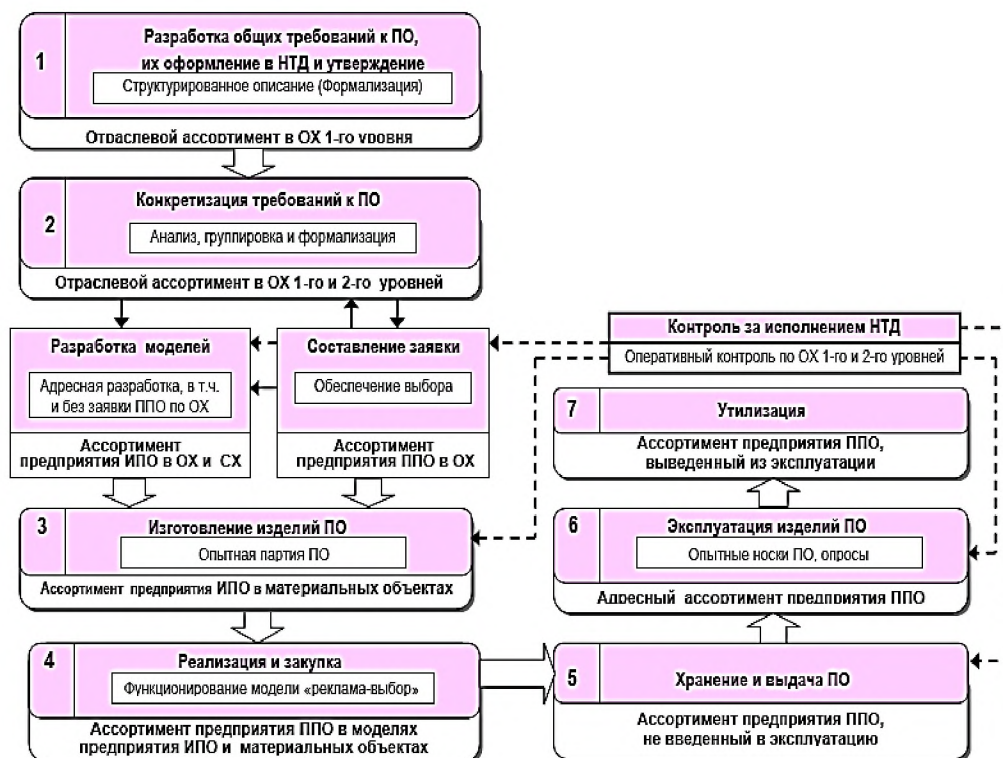 1
Разработка общих требований к ПО,
их оформление в НТД и утверждение
Структурированное описание (Формализация)
Отраслевой ассортимент в ОХ 1-го уровня
2
Конкретизация требований к ПО
Анализ, группировка и формализация
Отраслевой ассортимент в ОХ 1-го и 2-го уровней
Разработка моделей
Адресная разработка, в т.ч.
и без заявки ППО по ОХ
Ассортимент
предприятия ИПО в ОХ и СХ
Составление заявки
Обеспечение выбора
Ассортимент
предприятия ППО в ОХ
3
Изготовление изделий ПО
Опытная партия ПО
Ассортимент предприятия ИПО в материальных объектах
4
Реализация и закупка
Функционирование модели «реклама-выбор»
Ассортимент предприятия ППО в моделях
предприятия ИПО и материальных объектах
Контроль за исполнением НТД
Оперативный контроль по ОХ 1-го и 2-го уровней
7
Утилизация
Ассортимент предприятия ППО,
выведенный из эксплуатации
6
Эксплуатация изделий ПО
Опытные носки ПО, опросы
Адресный ассортимент предприятия ППО
5
Хранение и выдача ПО
Ассортимент предприятия ППО,
не введенный в эксплуатацию